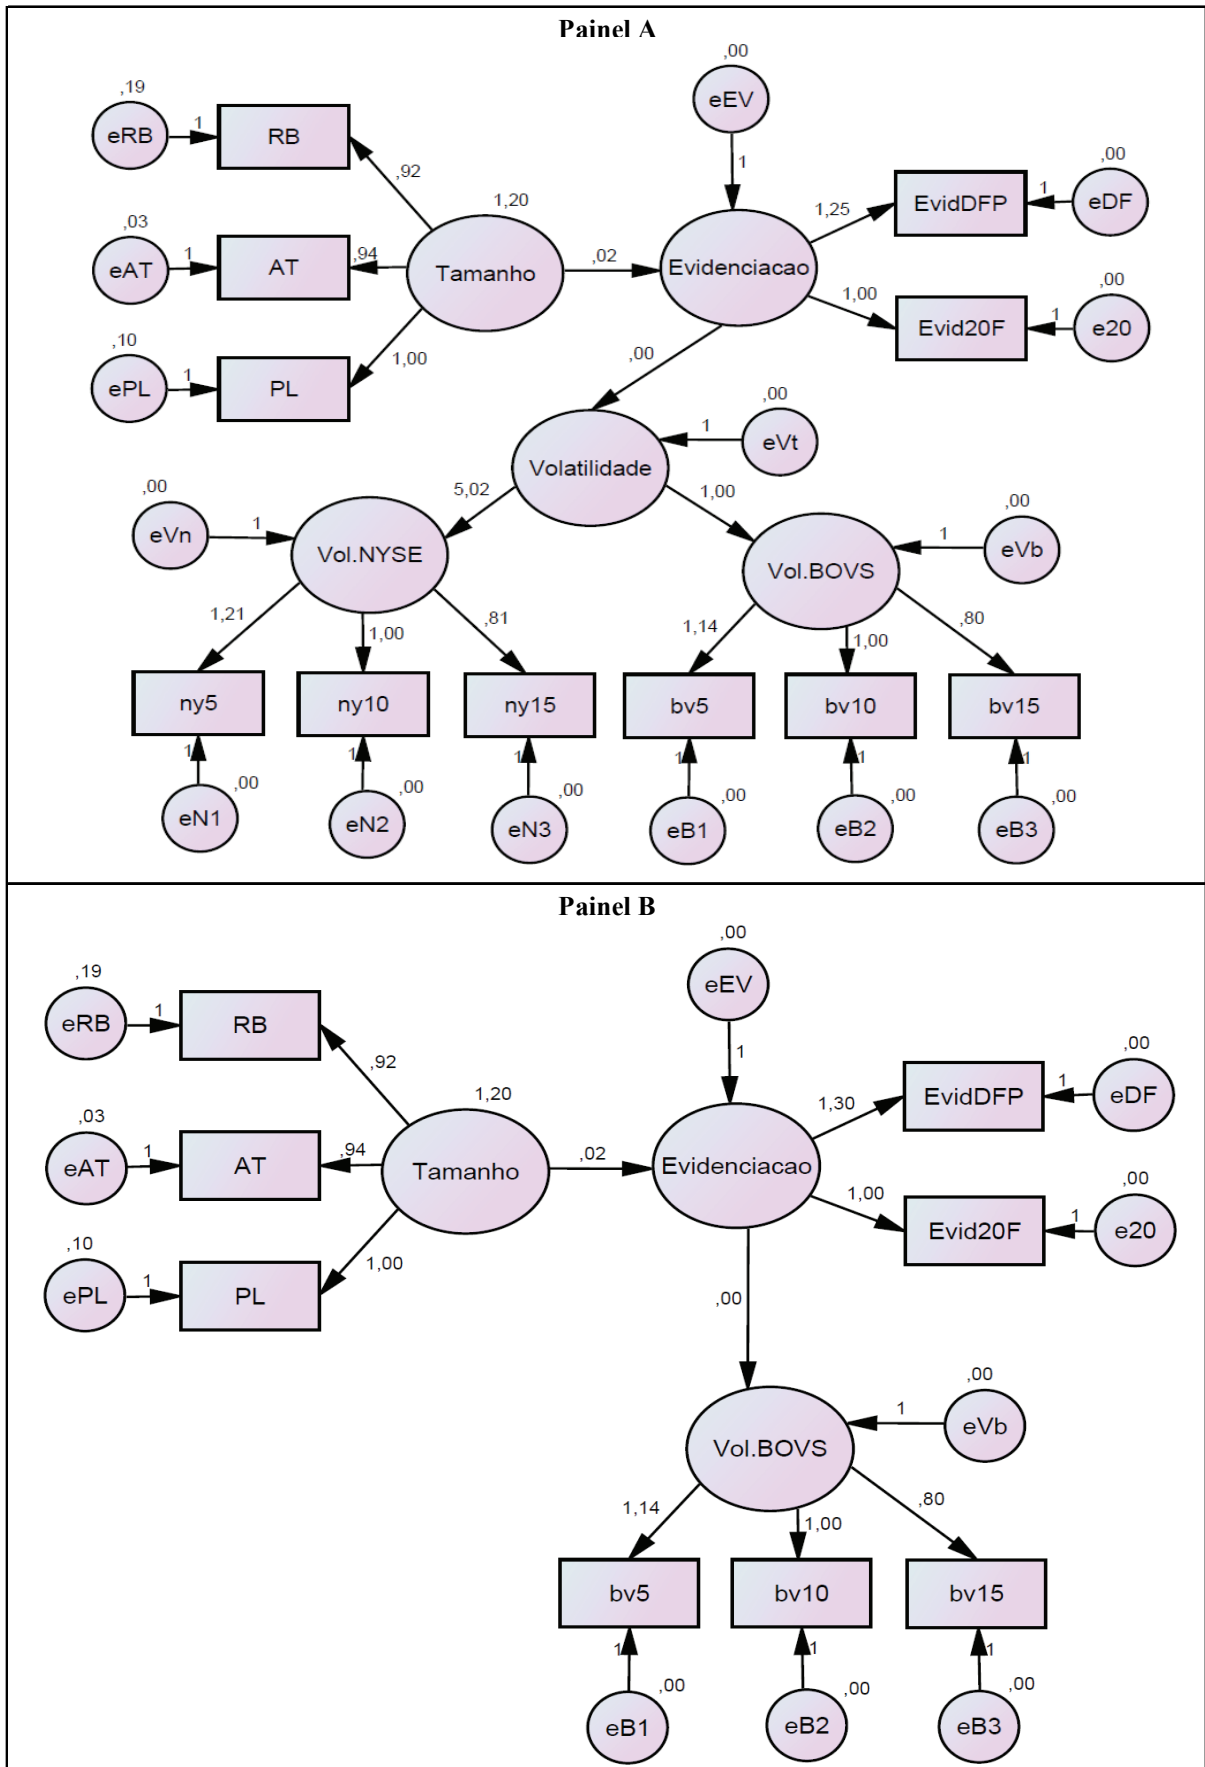 Painel A
,00
,19
eEV
eRB
1
RB
,92
1
,00
1,20
1,25
EvidDFP
1
eDF
,03
eAT
1
AT
,94
Tamanho
,02
Evidenciacao
,00
1,00
Evid20F
1
e20
,10
ePL
1
PL
1,00
,00
,00
Volatilidade
1
eVt
,00
5,02
1,00
,00
eVn
1
Vol.NYSE
Vol.BOVS
1
eVb
1,21
1,00
,81
1,14
1,00
,80
ny5
ny10
ny15
bv5
bv10
bv15
1
1
1
1
1
1
,00
,00
,00
,00
,00
,00
eN1
eN2
eN3
eB1
eB2
eB3
Painel B
,00
,19
eEV
eRB
1
RB
1
,00
,92
1,20
1,30
EvidDFP
1
eDF
,03
eAT
1
AT
,94
Tamanho
,02
Evidenciacao
,00
1,00
Evid20F
1
e20
,10
ePL
1
PL
1,00
,00
,00
Vol.BOVS
1
eVb
1,14
1,00
,80
bv5
bv10
bv15
1
1
1
,00
,00
,00
eB1
eB2
eB3